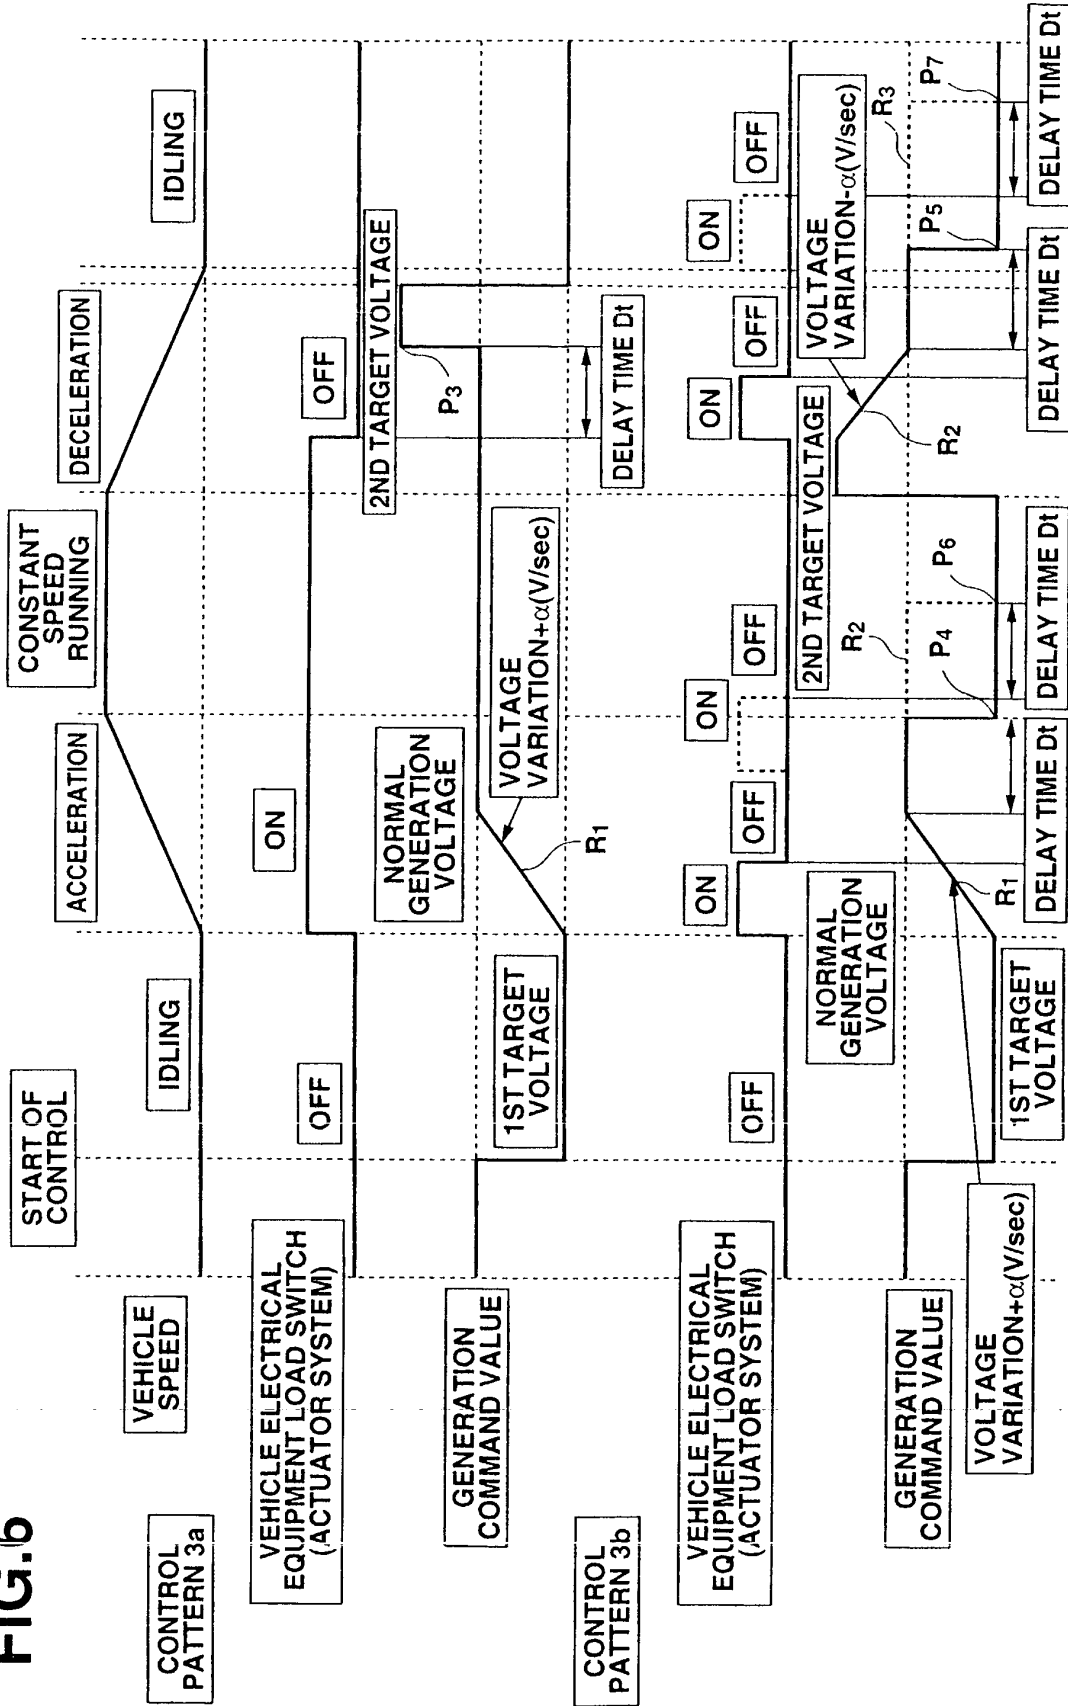 FIG.6
START OF
CONTROL
ACCELERATION
CONSTANT
SPEED
RUNNING
DECELERATION
VEHICLE
SPEED
IDLING
IDLING
CONTROL
PATTERN 3a
VEHICLE ELECTRICAL
EQUIPMENT LOAD SWITCH
(ACTUATOR SYSTEM)
OFF
ON
OFF
GENERATION
COMMAND VALUE
1ST TARGET
VOLTAGE
NORMAL
GENERATION
VOLTAGE
VOLTAGE
VARIATION+α(V/sec)
R1
2ND TARGET VOLTAGE
P3
DELAY TIME Dt
CONTROL
PATTERN 3b
VEHICLE ELECTRICAL
EQUIPMENT LOAD SWITCH
(ACTUATOR SYSTEM)
OFF
ON
OFF
ON
OFF
ON
OFF
ON
OFF
GENERATION
COMMAND VALUE
NORMAL
GENERATION
VOLTAGE
2ND TARGET VOLTAGE
VOLTAGE
VARIATION-α(V/sec)
R1
R2
P4
P6
R2
R3
P5
P7
VOLTAGE
VARIATION+α(V/sec)
1ST TARGET
VOLTAGE
DELAY TIME Dt
DELAY TIME Dt
DELAY TIME Dt
DELAY TIME Dt